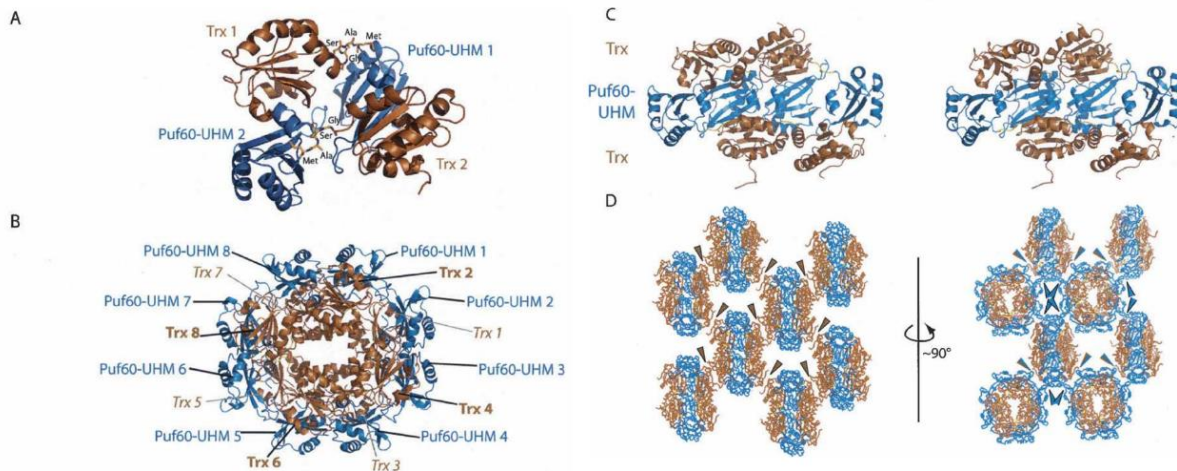 A
Trx 1
Ser
Ala
Met
Gly
Puf60-UHM 1
Puf60-UHM 2
Gly
Ser
Met
Ala
Trx 2
B
Puf60-UHM 8
Puf60-UHM 1
Trx 7
Trx 2
Puf60-UHM 7
Puf60-UHM 2
Trx 8
Trx 1
Puf60-UHM 6
Puf60-UHM 3
Trx 5
Trx 4
Puf60-UHM 5
Puf60-UHM 4
Trx 6
Trx 3
C
Trx
Puf60-
UHM
Trx
D
~90°